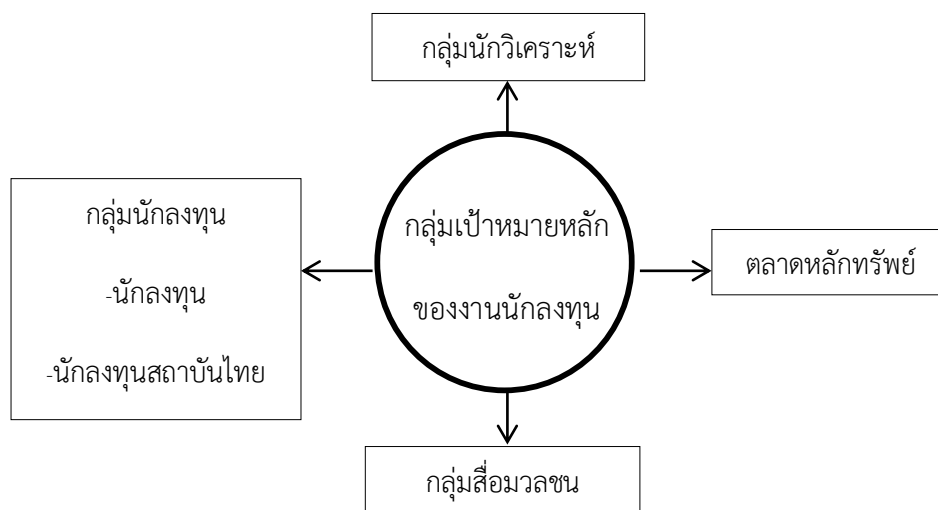 กลุ่มนักวิเคราะห์
กลุ่มนักลงทุน
-นักลงทุน
-นักลงทุนสถาบันไทย
กลุ่มเป้าหมายหลัก
ของงานนักลงทุน
ตลาดหลักทรัพย์
กลุ่มสื่อมวลชน